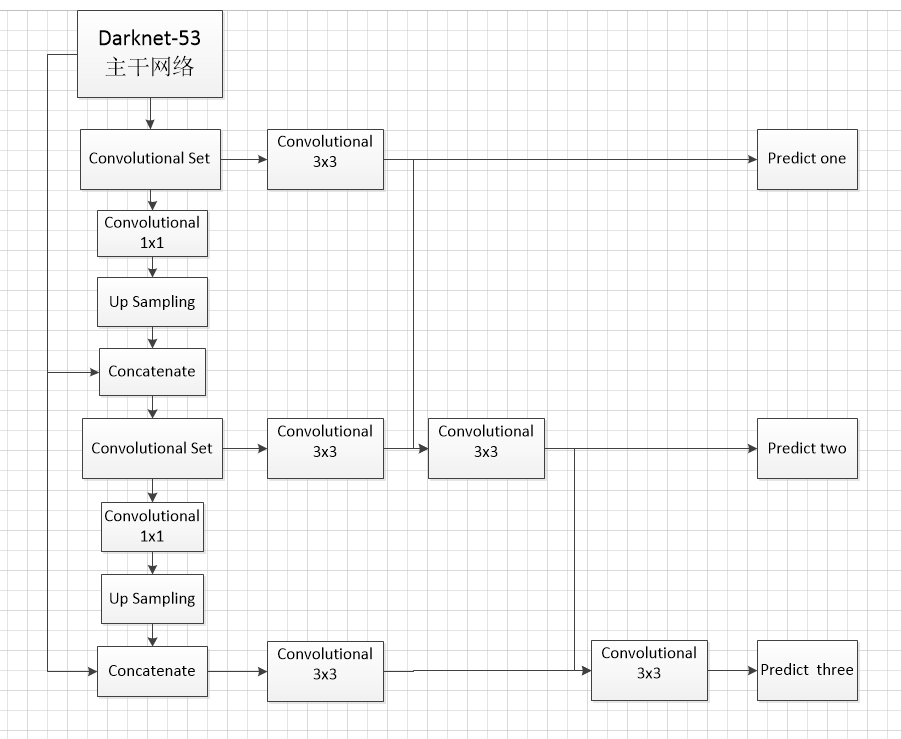 Darknet-53
主干网络
Convolutional Set
Convolutional
3x3
Predict one
Convolutional
1x1
Up Sampling
Concatenate
Convolutional Set
Convolutional
3x3
Convolutional
3x3
Predict two
Convolutional
1x1
Up Sampling
Concatenate
Convolutional
3x3
Convolutional
3x3
Predict three